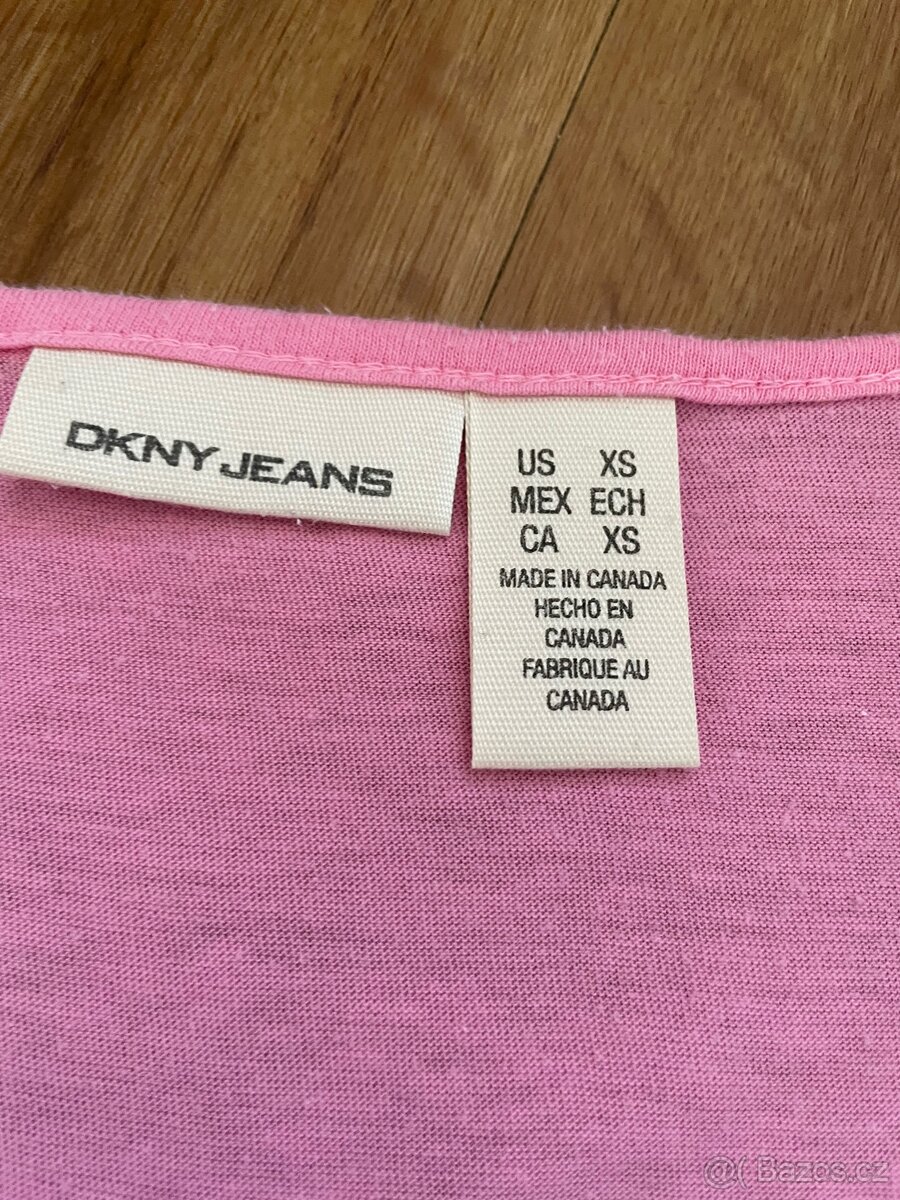 DKNY JEANS
US XS
MEX ECH
CA XS
MADE IN CANADA
HECHO EN
CANADA
FABRIQUE AU
CANADA
@( Bazos.cz